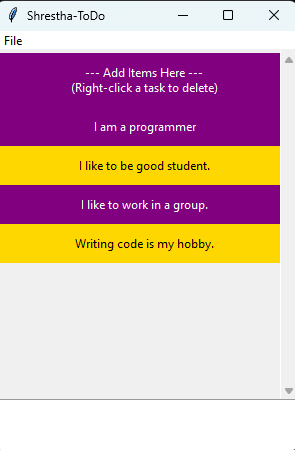 Shrestha-ToDo
File
--- Add Items Here ---
(Right-click a task to delete)
I am a programmer
I like to be good student.
I like to work in a group.
Writing code is my hobby.